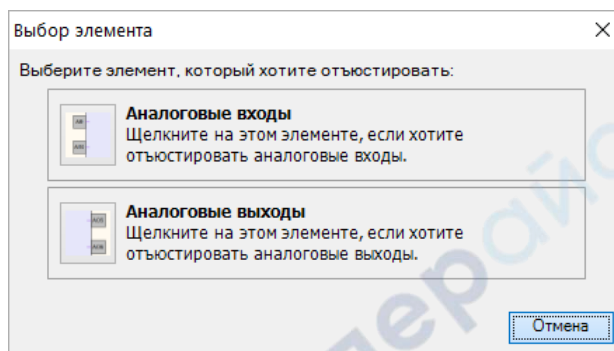 Выбор элемента
Выберите элемент, который хотите отъюстировать:
Аналоговые входы
Щелкните на этом элементе, если хотите
отъюстировать аналоговые входы.
Аналоговые выходы
Щелкните на этом элементе, если хотите
отъюстировать аналоговые выходы.
Отмена